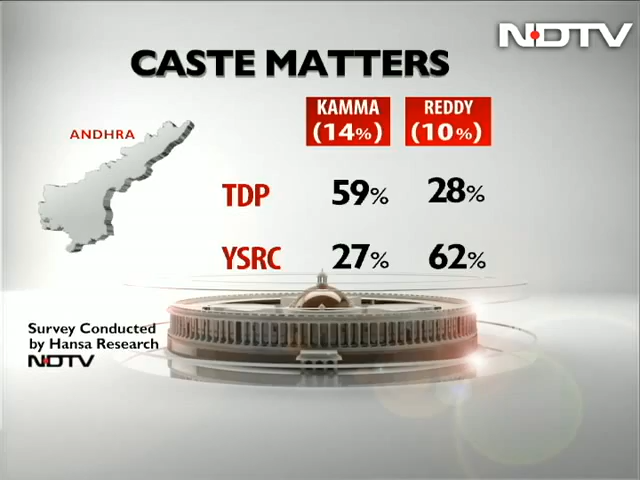 NDTV
CASTE MATTERS
ANDHRA
KAMMA REDDY
(14%) (10%)
TDP 59% 28%
YSRC 27% 62%
Survey Conducted
by Hansa Research
NDTV